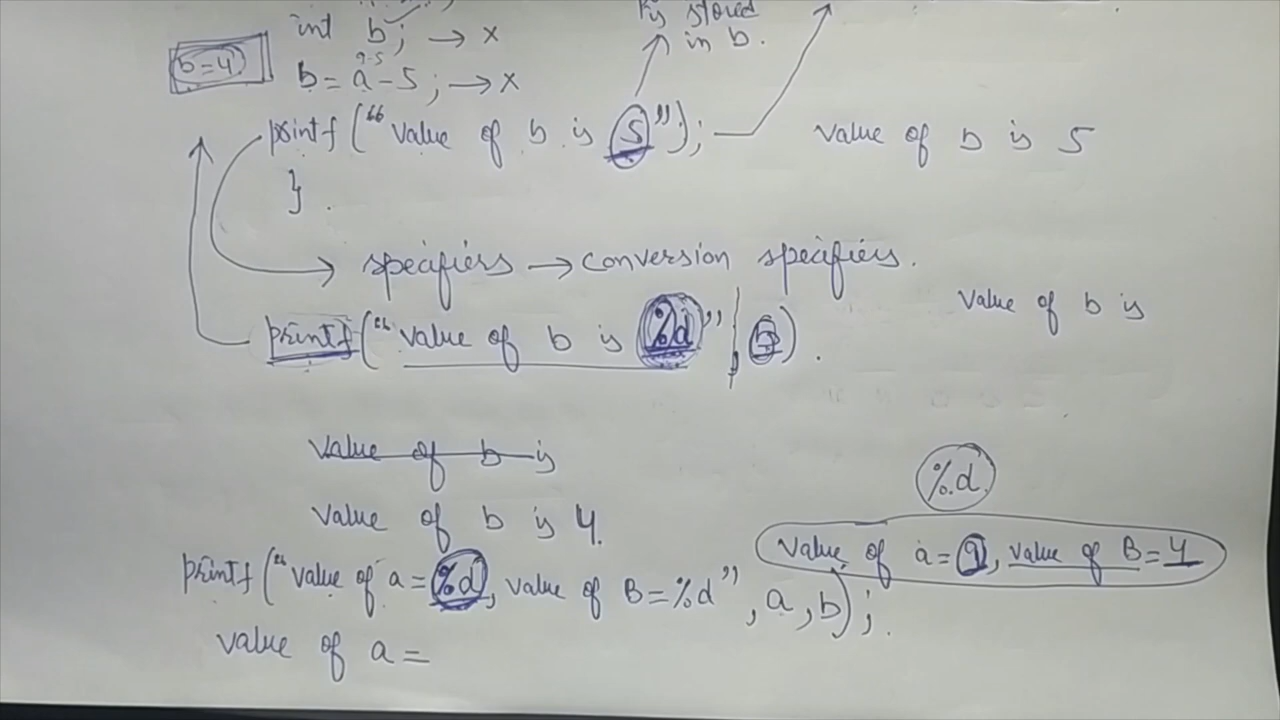 int b; → x
is stored
in b.
b=4
9-5
b = a - 5; → x
printf ("Value of b is 5");
Value of b is 5
}.
specifiers → conversion specifiers.
Value of b is
printf ("Value of b is %d", b).
Value of b is
%d
Value of b is 4.
Value of a = 9, value of B = 4
printf ("Value of a = %d, value of B = %d", a, b);
Value of a =